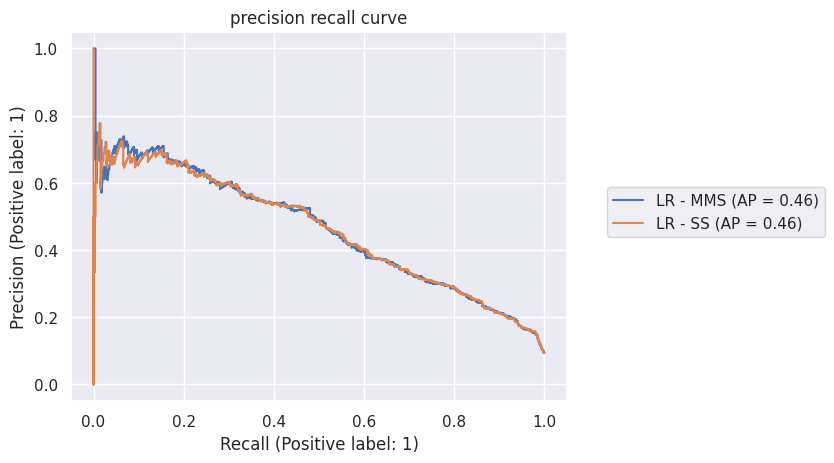 precision recall curve
1.0
0.8
0.6
0.4
0.2
0.0
Precision (Positive label: 1)
0.0 0.2 0.4 0.6 0.8 1.0
Recall (Positive label: 1)
LR - MMS (AP = 0.46)
LR - SS (AP = 0.46)